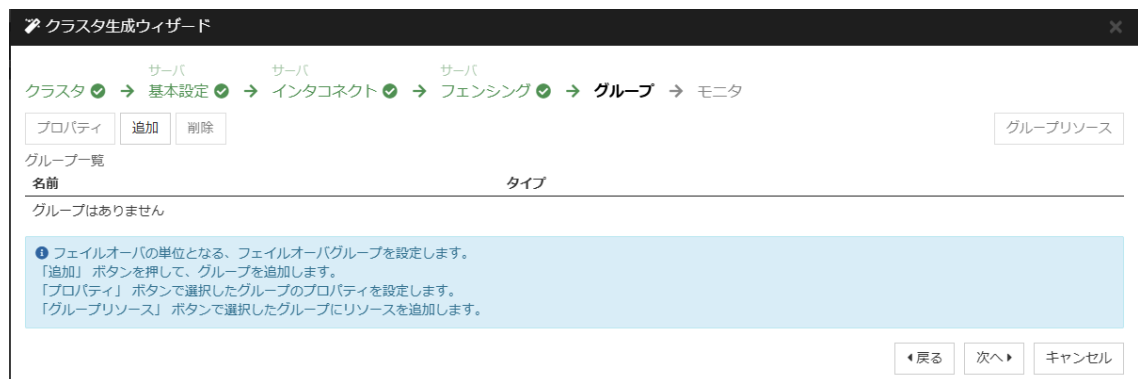 クラスタ生成ウィザード
サーバ サーバ サーバ
クラスタ → 基本設定 → インタコネクト → フェンシング → グループ → モニタ
プロパティ 追加 削除 グループリソース
グループ一覧
名前 タイプ
グループはありません
フェイルオーバの単位となる、フェイルオーバグループを設定します。
「追加」 ボタンを押して、グループを追加します。
「プロパティ」 ボタンで選択したグループのプロパティを設定します。
「グループリソース」 ボタンで選択したグループにリソースを追加します。
戻る 次へ キャンセル